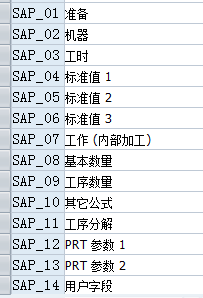 SAP_01 准备
SAP_02 机器
SAP_03 工时
SAP_04 标准值 1
SAP_05 标准值 2
SAP_06 标准值 3
SAP_07 工作 (内部加工)
SAP_08 基本数量
SAP_09 工序数量
SAP_10 其它公式
SAP_11 工序分解
SAP_12 PRT 参数 1
SAP_13 PRT 参数 2
SAP_14 用户字段